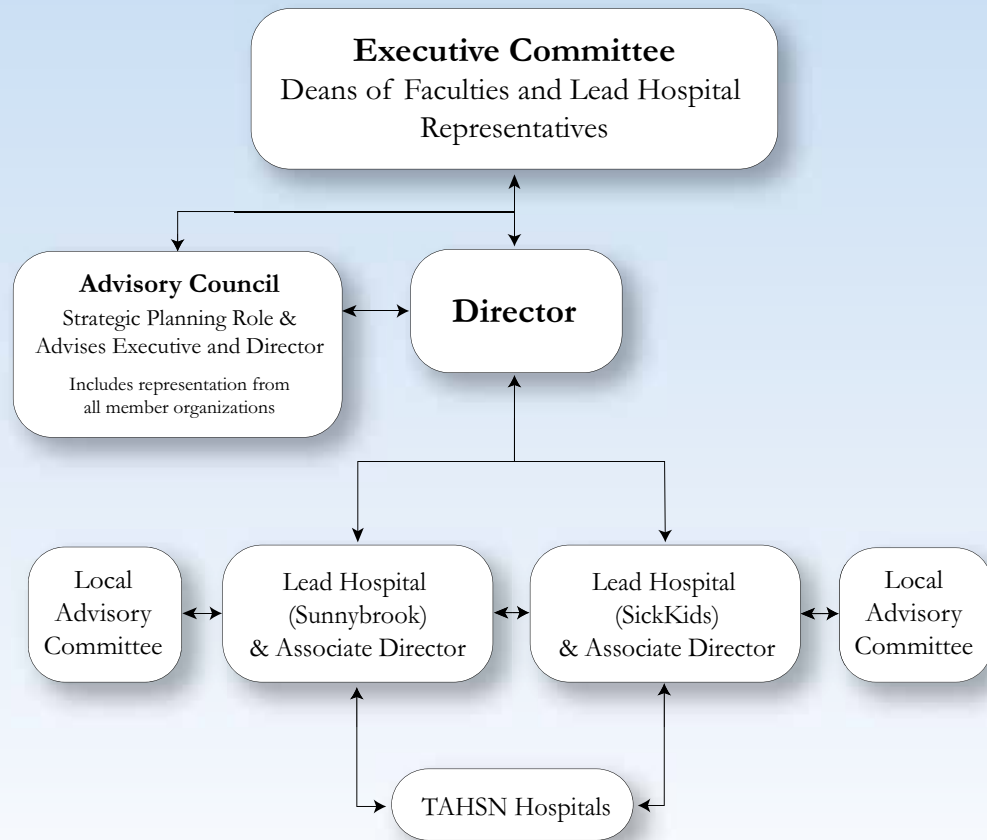 Executive Committee
Deans of Faculties and Lead Hospital
Representatives
Advisory Council
Strategic Planning Role &
Advises Executive and Director
Includes representation from
all member organizations
Director
Local
Advisory
Committee
Lead Hospital
(Sunnybrook)
& Associate Director
Lead Hospital
(SickKids)
& Associate Director
Local
Advisory
Committee
TAHSN Hospitals